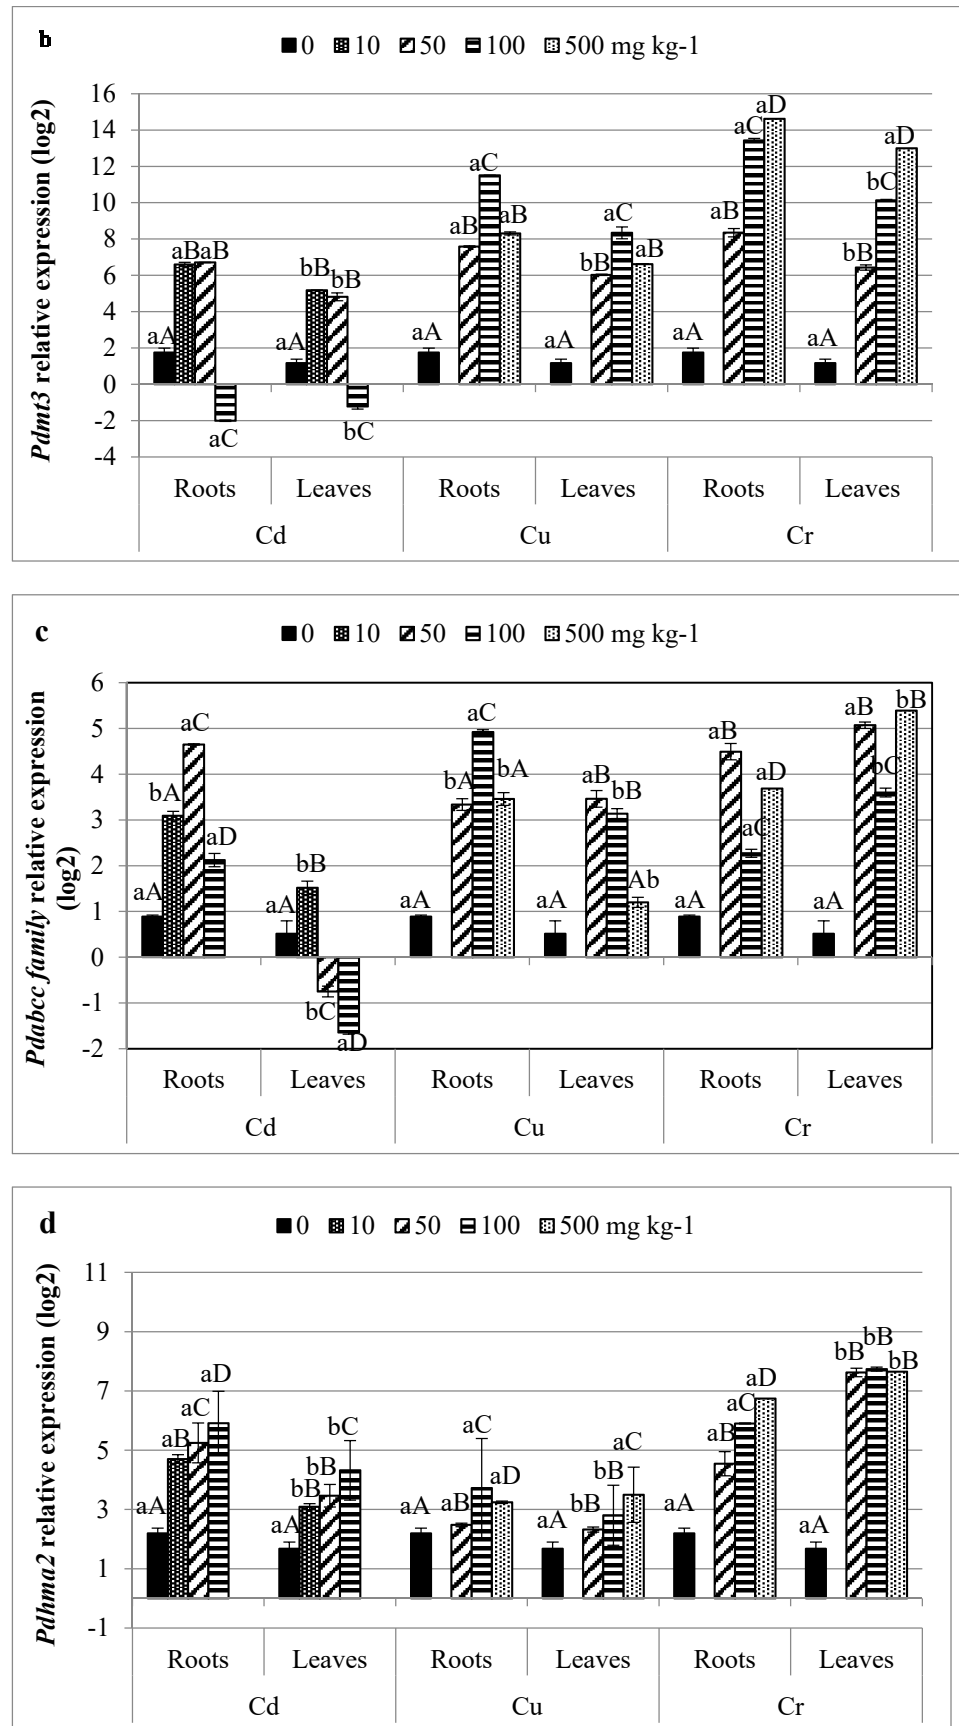 b
0 10 50 100 500 mg kg-1
Pdmt3 relative expression (log2)
16
14
12
10
8
6
4
2
0
-2
-4
aA aB aB aC aA bB bB bC
aA aB aC aB aA bB aC aB
aA aB aC aD aA bB bC aD
Roots Leaves Roots Leaves Roots Leaves
Cd Cu Cr
c
0 10 50 100 500 mg kg-1
Pdabcc family relative expression
(log2)
6
5
4
3
2
1
0
-1
-2
aA bA aC aD aA bB bC aD
aA bA aC bA aA aB bB Ab
aA aB aC aD aA aB bC bB
Roots Leaves Roots Leaves Roots Leaves
Cd Cu Cr
d
0 10 50 100 500 mg kg-1
Pdhma2 relative expression (log2)
11
9
7
5
3
1
-1
aA aB aC aD aA bB bB bC
aA aB aC aD aA bB bB aC
aA aB aC aD aA bB bB bB
Roots Leaves Roots Leaves Roots Leaves
Cd Cu Cr